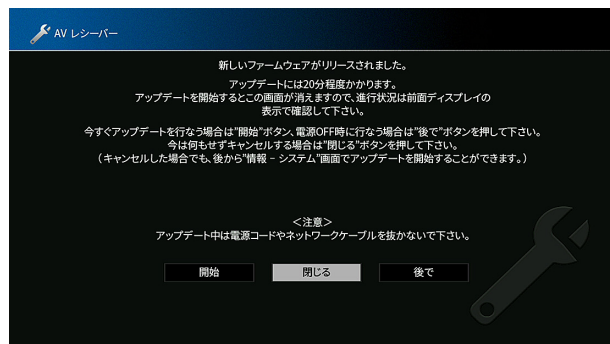 AV レシーバー
新しいファームウェアがリリースされました。
アップデートには20分程度かかります。
アップデートを開始するとこの画面が消えますので、進行状況は前面ディスプレイの
表示で確認して下さい。
今すぐアップデートを行なう場合は"開始"ボタン、電源OFF時に行なう場合は"後で"ボタンを押して下さい。
今は何もせずキャンセルする場合は"閉じる"ボタンを押して下さい。
（キャンセルした場合でも、後から"情報 – システム"画面でアップデートを開始することができます。）
＜注意＞
アップデート中は電源コードやネットワークケーブルを抜かないで下さい。
開始 閉じる 後で